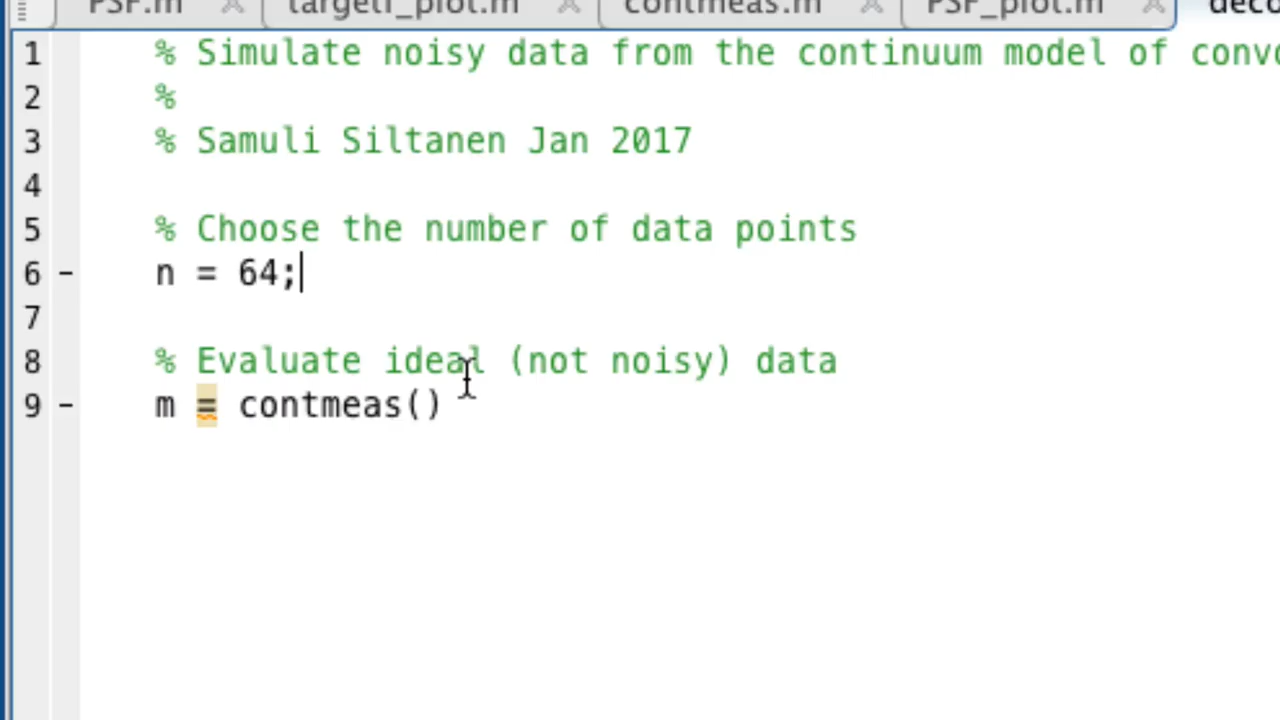 PSF.m targetf_plot.m contmeas.m PSF_plot.m
1 % Simulate noisy data from the continuum model of
2 %
3 % Samuli Siltanen Jan 2017
4
5 % Choose the number of data points
6 - n = 64;
7
8 % Evaluate ideal (not noisy) data
9 - m = contmeas()